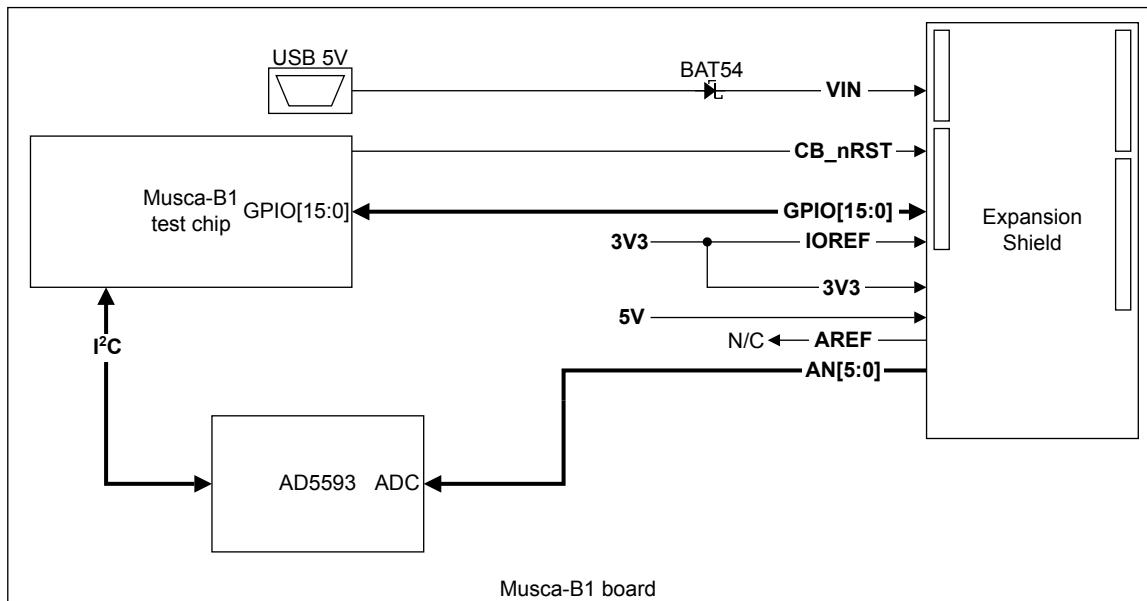 USB 5V
BAT54
VIN
CB_nRST
Musca-B1
test chip
GPIO[15:0]
GPIO[15:0]
Expansion
Shield
3V3
IOREF
3V3
5V
N/C
AREF
I²C
AN[5:0]
AD5593
ADC
Musca-B1 board